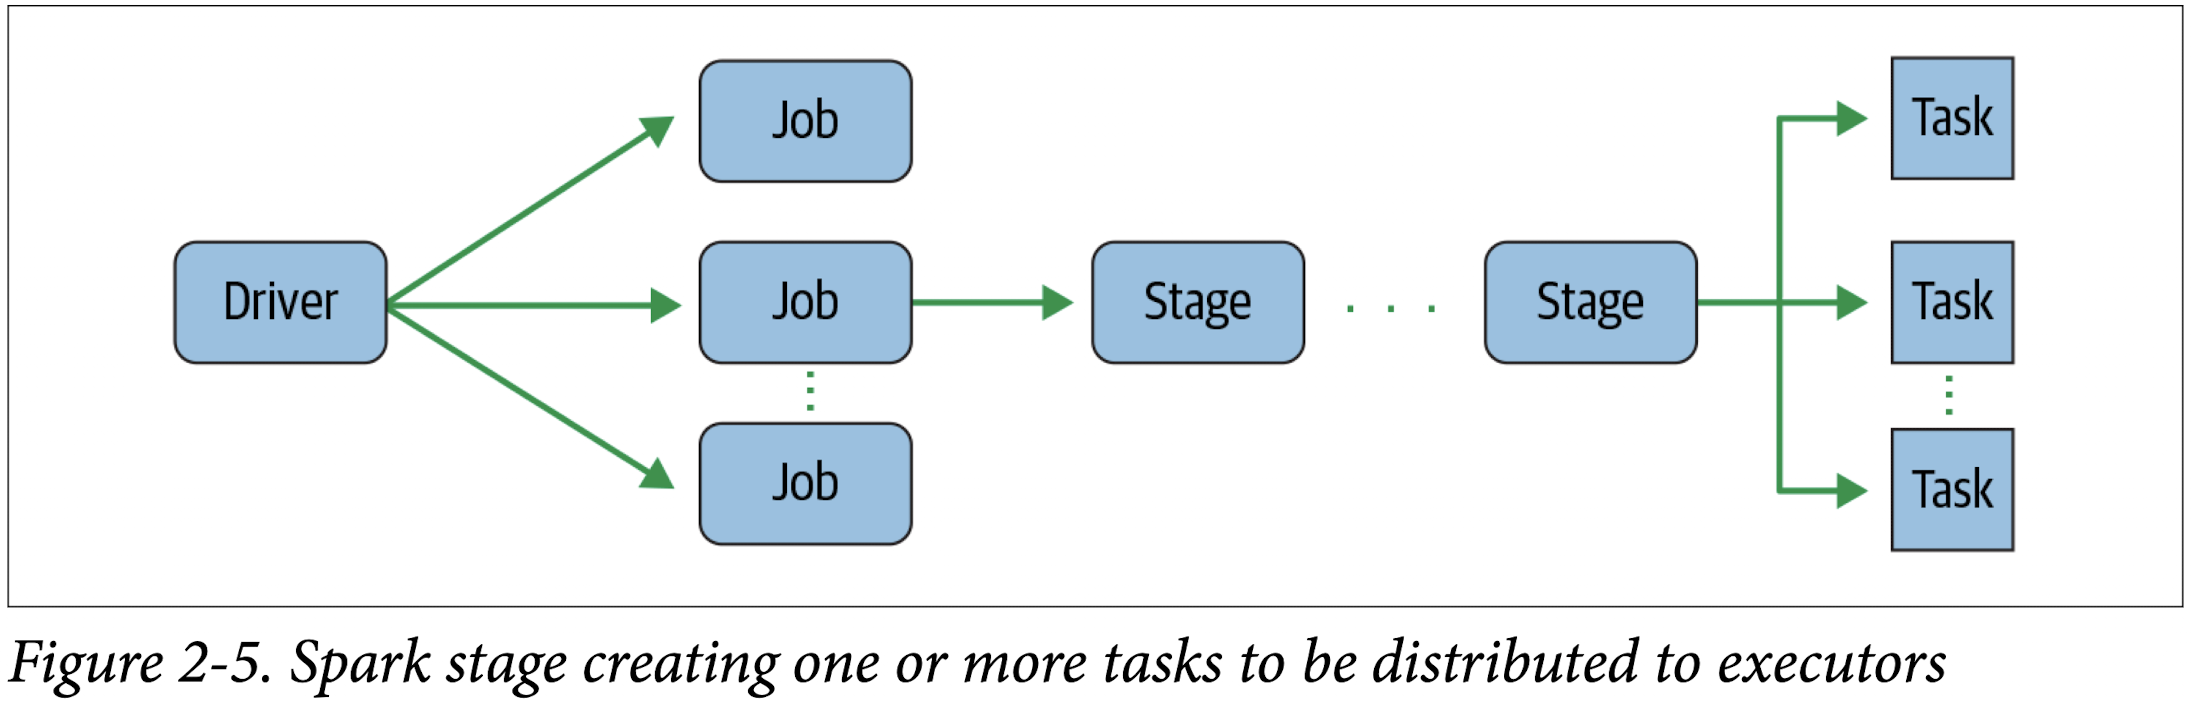 Job
Task
Driver
Job
Stage
Stage
Task
Job
Task
Figure 2-5. Spark stage creating one or more tasks to be distributed to executors